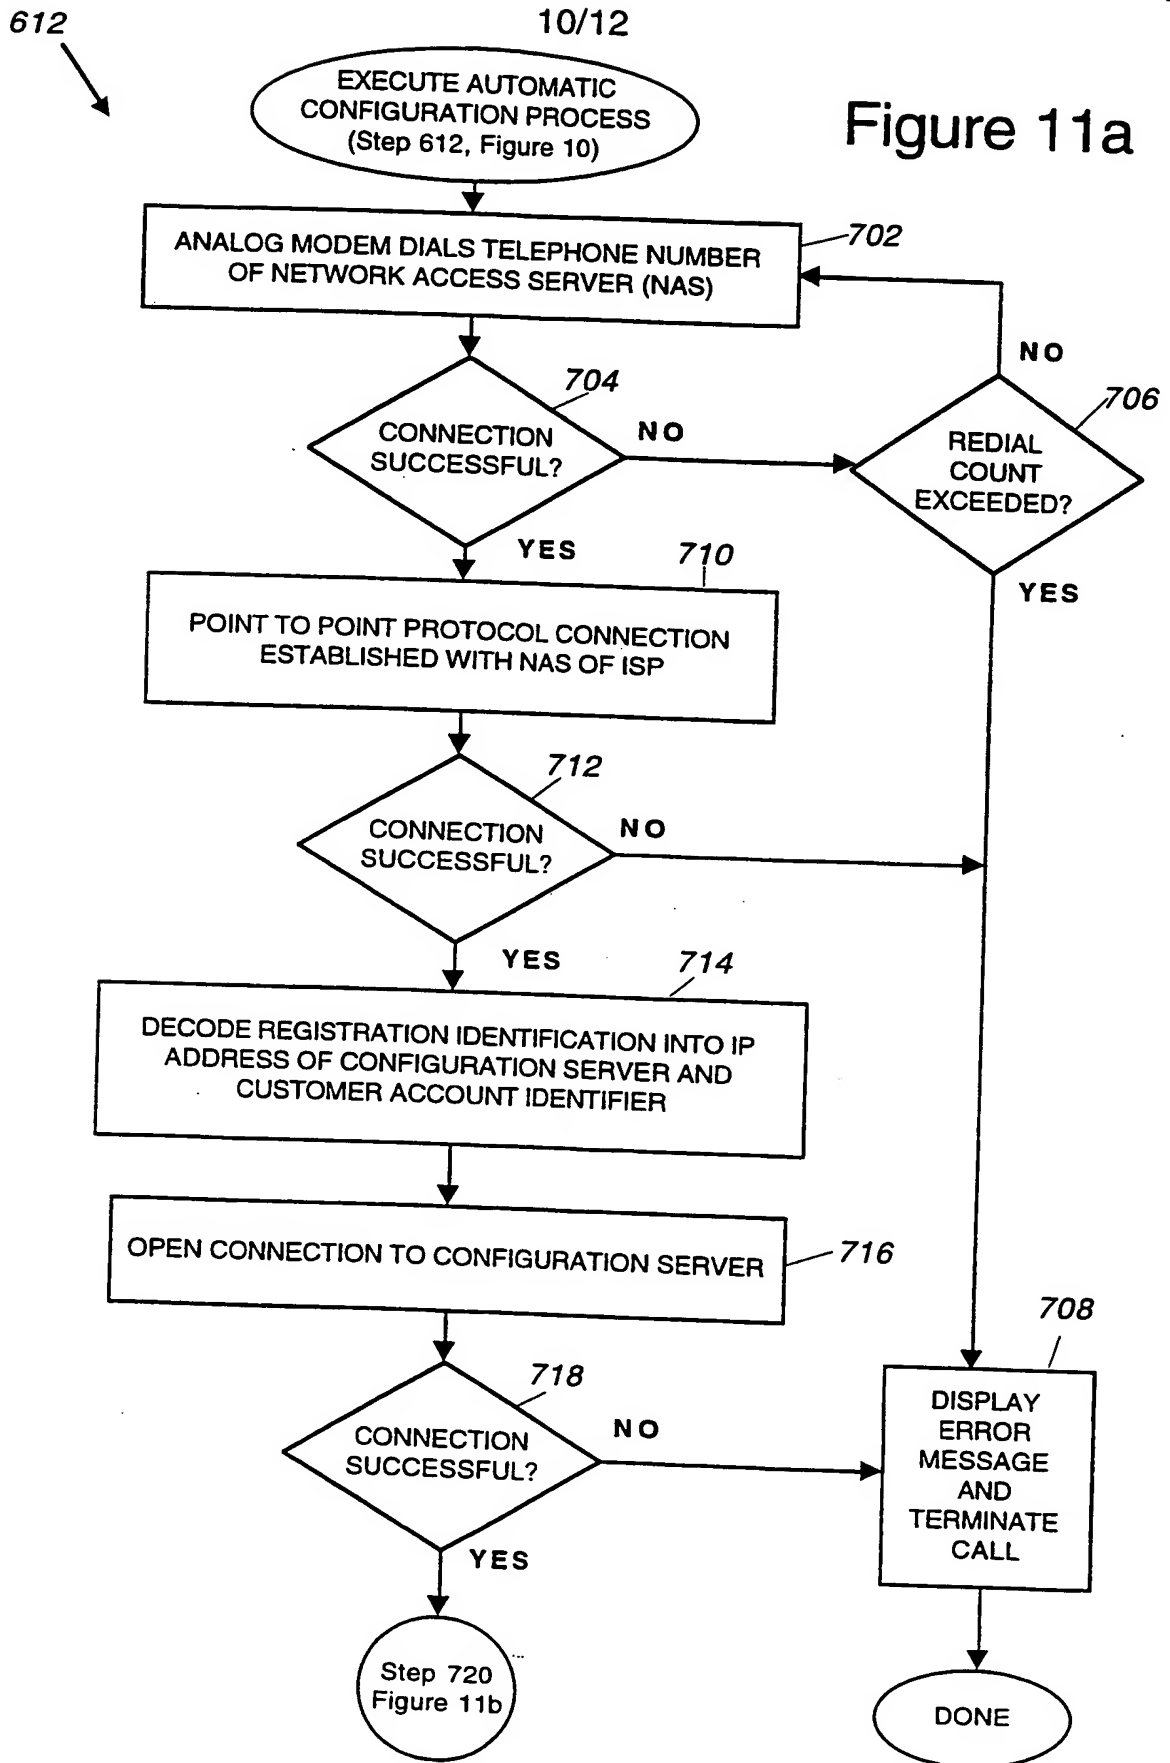 612
10/12
Figure 11a
EXECUTE AUTOMATIC
CONFIGURATION PROCESS
(Step 612, Figure 10)
ANALOG MODEM DIALS TELEPHONE NUMBER
OF NETWORK ACCESS SERVER (NAS)
702
NO
704
CONNECTION
SUCCESSFUL?
NO
706
REDIAL
COUNT
EXCEEDED?
YES
YES
710
POINT TO POINT PROTOCOL CONNECTION
ESTABLISHED WITH NAS OF ISP
712
CONNECTION
SUCCESSFUL?
NO
YES
714
DECODE REGISTRATION IDENTIFICATION INTO IP
ADDRESS OF CONFIGURATION SERVER AND
CUSTOMER ACCOUNT IDENTIFIER
OPEN CONNECTION TO CONFIGURATION SERVER
716
718
CONNECTION
SUCCESSFUL?
NO
YES
708
DISPLAY
ERROR
MESSAGE
AND
TERMINATE
CALL
Step 720
Figure 11b
DONE